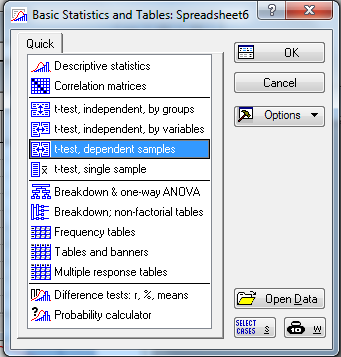 Basic Statistics and Tables: Spreadsheet6
?
Quick
Descriptive statistics
Correlation matrices
t-test, independent, by groups
t-test, independent, by variables
t-test, dependent samples
t-test, single sample
Breakdown & one-way ANOVA
Breakdown; non-factorial tables
Frequency tables
Tables and banners
Multiple response tables
Difference tests: r, %, means
Probability calculator
OK
Cancel
Options
Open Data
SELECT CASES S
W